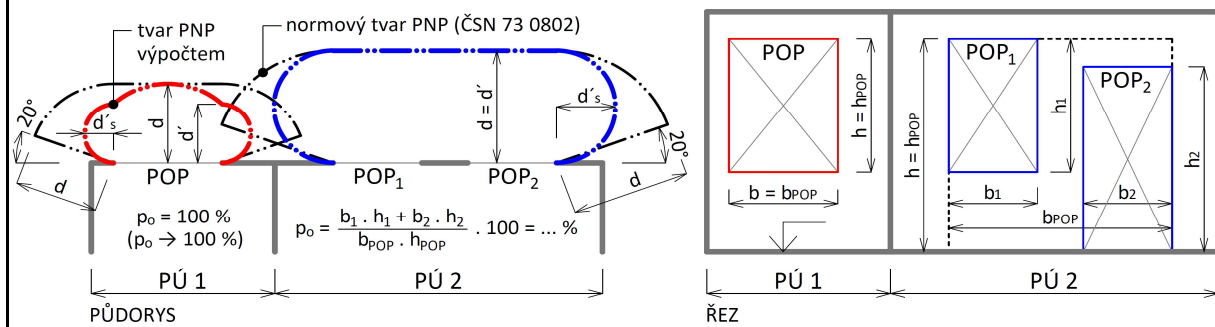 tvar PNP
výpočtem
normový tvar PNP (ČSN 73 0802)
20°
d´s
d
d´
d
d = d´
d´s
20°
d
POP
POP1
POP2
po = 100 %
(po → 100 %)
po = b1 . h1 + b2 . h2 / bPOP . hPOP . 100 = ... %
PÚ 1
PÚ 2
PŮDORYS
POP
h = hPOP
b = bPOP
POP1
POP2
h = hPOP
h1
h2
b1
b2
bPOP
PÚ 1
PÚ 2
ŘEZ